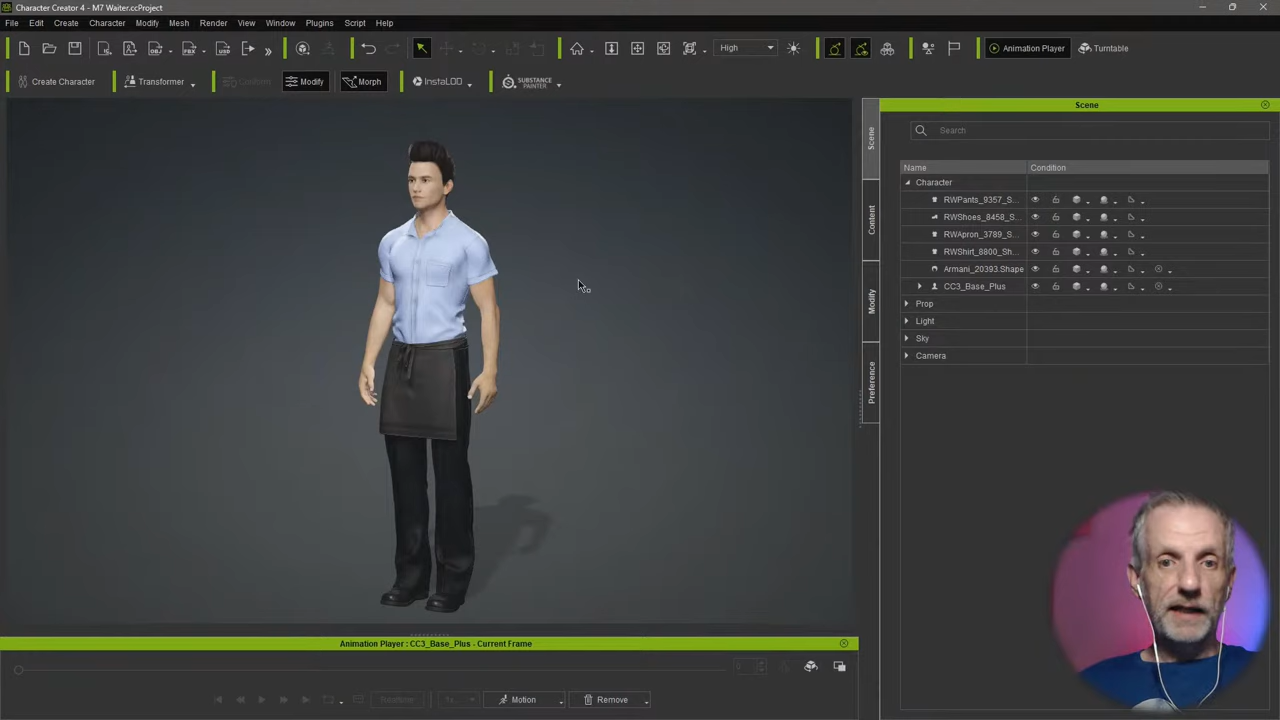 Character Creator 4 - M7 Waiter.ccProject
File Edit Create Character Modify Mesh Render View Window Plugins Script Help
High Animation Player Turntable
Create Character Transformer Conform Modify Morph InstaLOD SUBSTANCE PAINTER
Scene
Search
Name Condition
Character
RWPants_9357_S...
RWShoes_8458_S...
RWApron_3789_S...
RWShirt_8800_Sh...
Armani_20393.Shape
CC3_Base_Plus
Prop
Light
Sky
Camera
Scene
Content
Modify
Preference
Animation Player : CC3_Base_Plus - Current Frame
Motion Remove